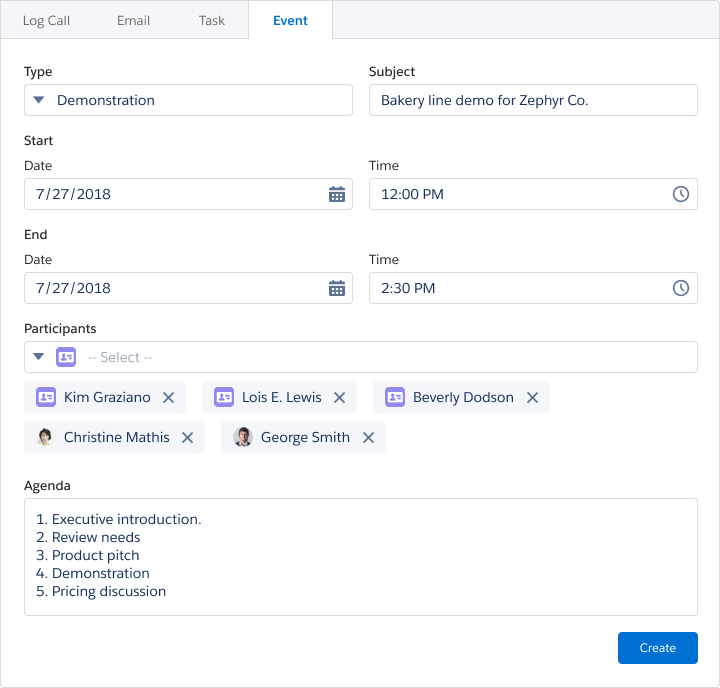 Log Call Email Task Event
Type Subject
Demonstration Bakery line demo for Zephyr Co.
Start
Date Time
7/27/2018 12:00 PM
End
Date Time
7/27/2018 2:30 PM
Participants
-- Select --
Kim Graziano Lois E. Lewis Beverly Dodson
Christine Mathis George Smith
Agenda
1. Executive introduction.
2. Review needs
3. Product pitch
4. Demonstration
5. Pricing discussion
Create